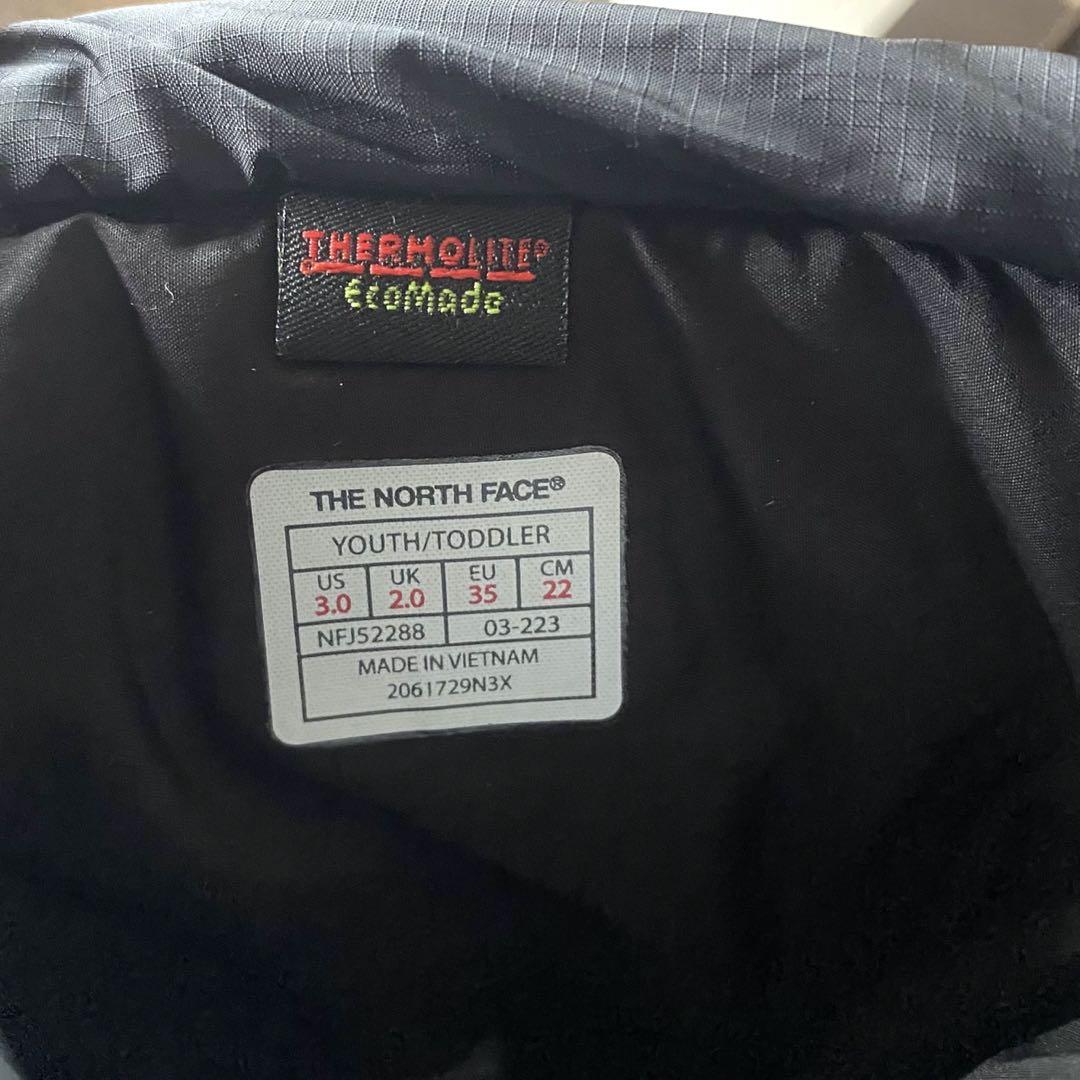 THERMOLITE®
EcoMade
THE NORTH FACE®
YOUTH/TODDLER
US UK EU CM
3.0 2.0 35 22
NFJ52288 03-223
MADE IN VIETNAM
2061729N3X